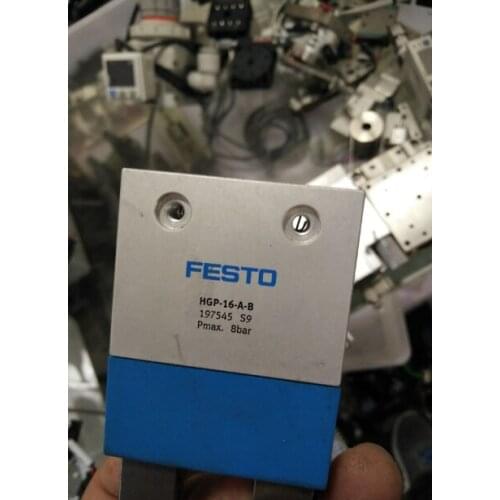 FESTO
HGP-16-A-B
197545 S9
Pmax. 8bar